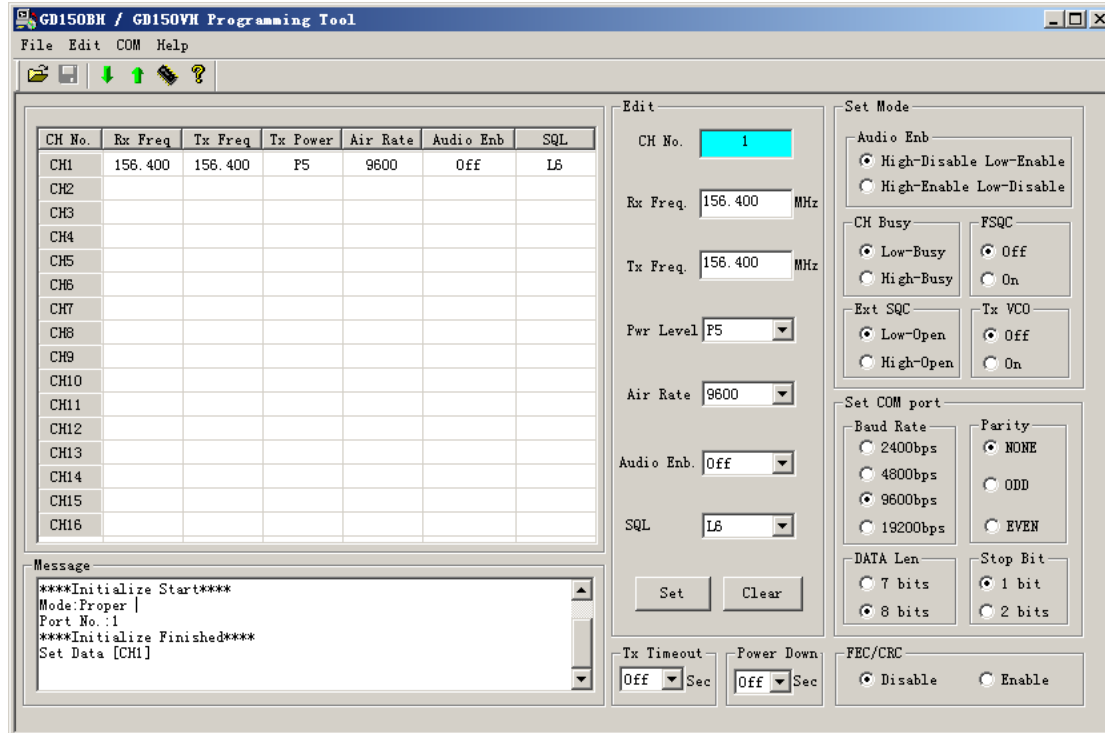 GD150BH / GD150VH Programming Tool
File Edit COM Help
CH No. Rx Freq Tx Freq Tx Power Air Rate Audio Enb SQL
CH1 156.400 156.400 P5 9600 Off L6
CH2
CH3
CH4
CH5
CH6
CH7
CH8
CH9
CH10
CH11
CH12
CH13
CH14
CH15
CH16
Message
****Initialize Start****
Mode:Proper
Port No.:1
****Initialize Finished****
Set Data [CH1]
Edit
CH No. 1
Rx Freq. 156.400 MHz
Tx Freq. 156.400 MHz
Pwr Level P5
Air Rate 9600
Audio Enb. Off
SQL L6
Set Clear
Tx Timeout
Off Sec
Power Down
Off Sec
Set Mode
Audio Enb
High-Disable Low-Enable
High-Enable Low-Disable
CH Busy
Low-Busy
High-Busy
FSQC
Off
On
Ext SQC
Low-Open
High-Open
Tx VCO
Off
On
Set COM port
Baud Rate
2400bps
4800bps
9600bps
19200bps
Parity
NONE
ODD
EVEN
DATA Len
7 bits
8 bits
Stop Bit
1 bit
2 bits
FEC/CRC
Disable Enable